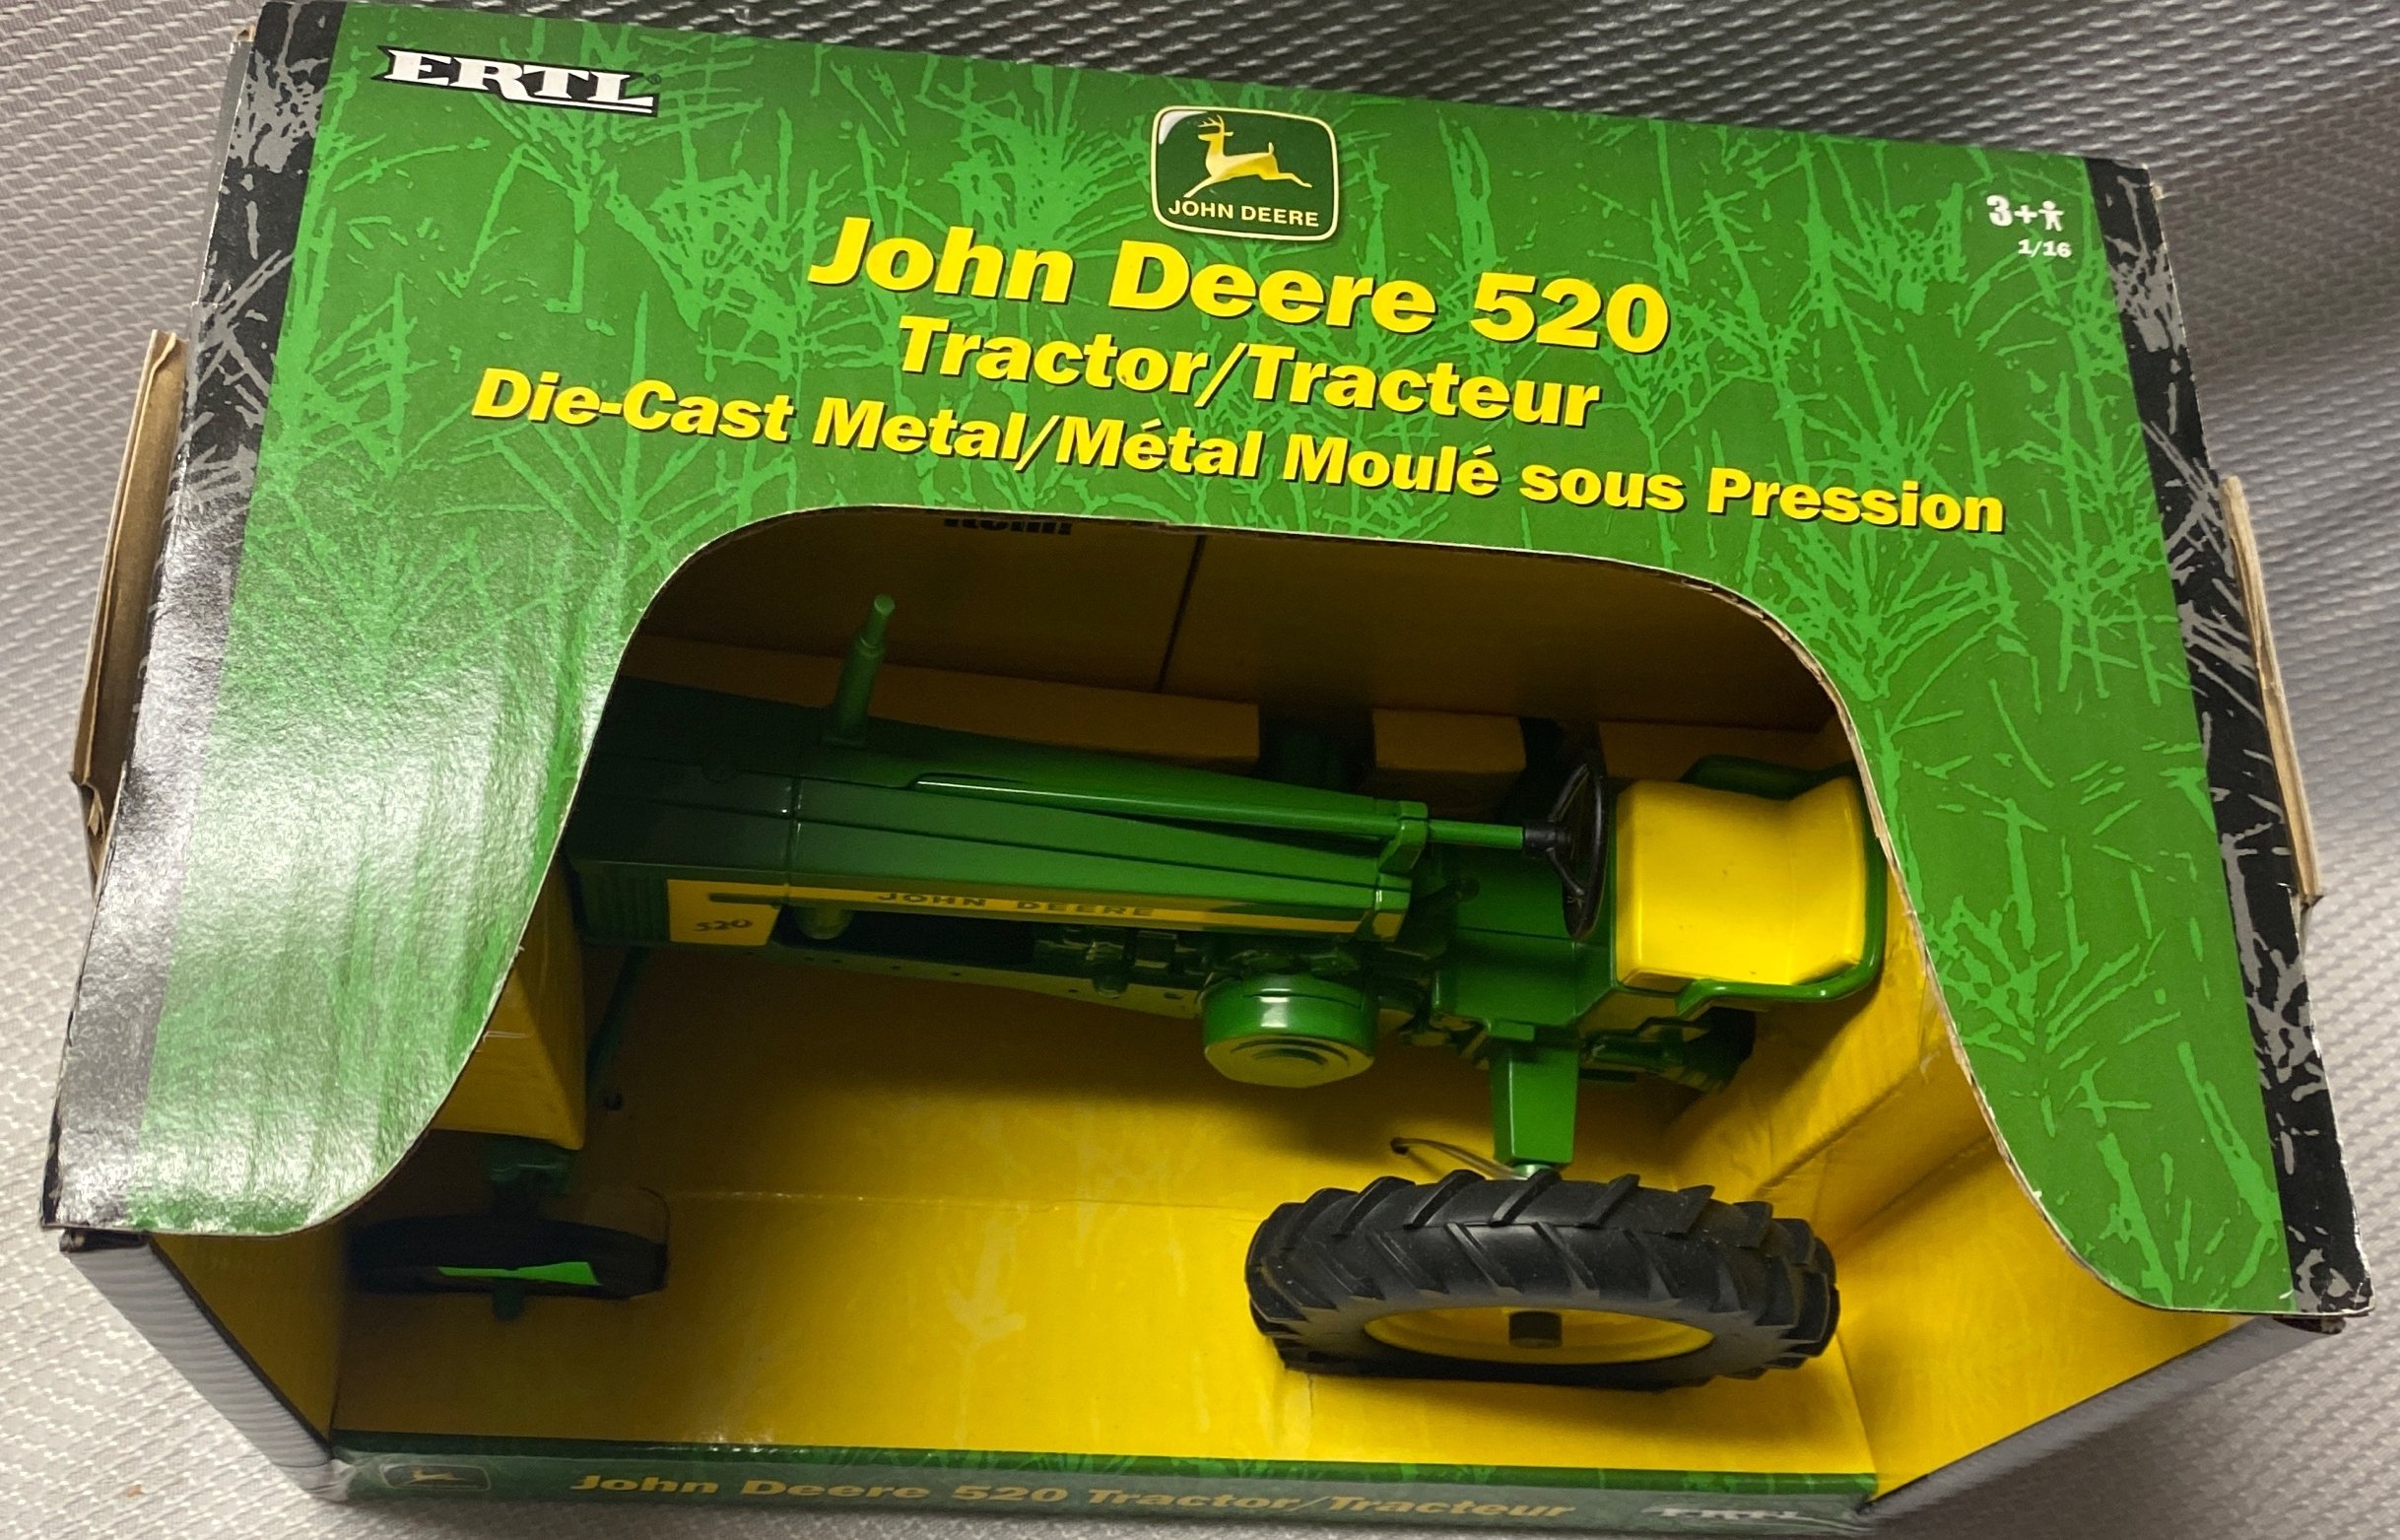 ERTL
JOHN DEERE
3+
1/16
John Deere 520
Tractor/Tracteur
Die-Cast Metal/Métal Moulé sous Pression
JOHN DEERE
520
John Deere 520 Tractor/Tracteur
ERTL